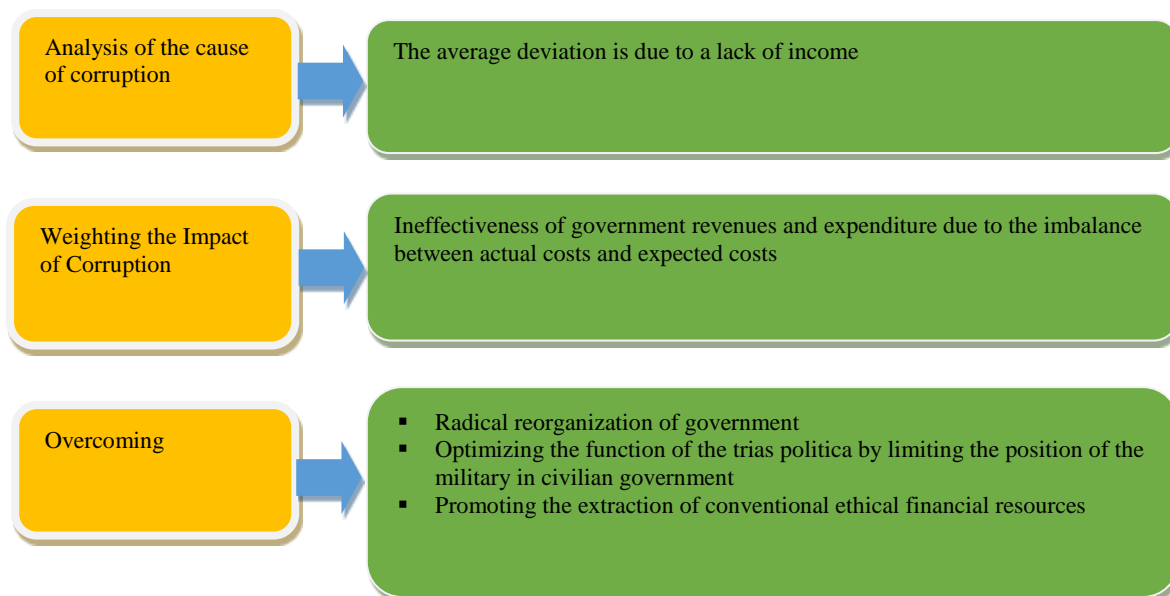 Analysis of the cause
of corruption
The average deviation is due to a lack of income
Weighting the Impact
of Corruption
Ineffectiveness of government revenues and expenditure due to the imbalance
between actual costs and expected costs
Overcoming
▪ Radical reorganization of government
▪ Optimizing the function of the trias politica by limiting the position of the
military in civilian government
▪ Promoting the extraction of conventional ethical financial resources